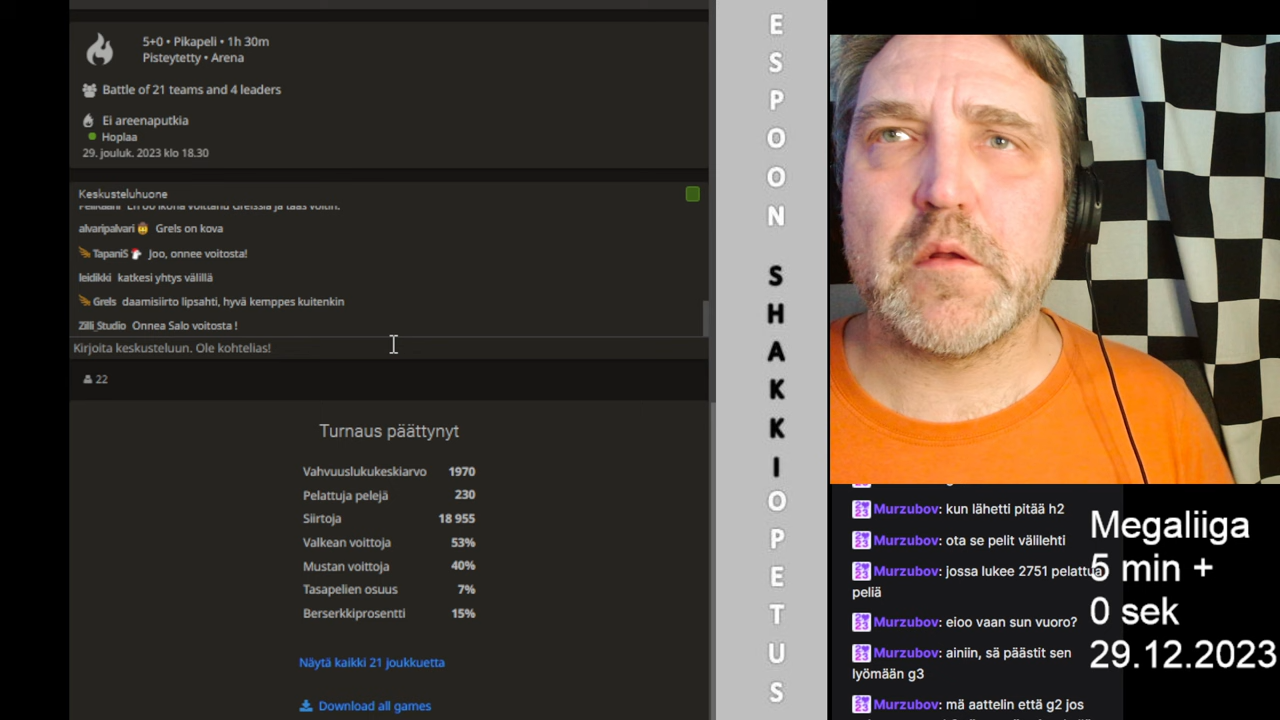 5+0 • Pikapeli • 1h 30m
Pisteytetty • Arena
Battle of 21 teams and 4 leaders
Ei areenaputkia
Hoplaa
29. jouluk. 2023 klo 18.30
Keskusteluhuone
alvaripalvari Grels on kova
TapaniS Joo, onnee voitosta!
leidikki katkesi yhtys välillä
Grels daamisiirto lipsahti, hyvä kemppes kuitenkin
Zilli_Studio Onnea Salo voitosta !
Kirjoita keskusteluun. Ole kohtelias!
22
Turnaus päättynyt
Vahvuuslukukeskiarvo 1970
Pelattuja pelejä 230
Siirtoja 18 955
Valkean voittoja 53%
Mustan voittoja 40%
Tasapelien osuus 7%
Berserkkiprosentti 15%
Näytä kaikki 21 joukkuetta
Download all games
ESPOON SHAKKIOPETUS
Murzubov: kun lähetti pitää h2
Murzubov: ota se pelit välilehti
Murzubov: jossa lukee 2751 pelattua
peliä
Murzubov: eioo vaan sun vuoro?
Murzubov: ainiin, sä päästit sen
lyömään g3
Murzubov: mä aattelin että g2 jos
Megaliiga
5 min +
0 sek
29.12.2023